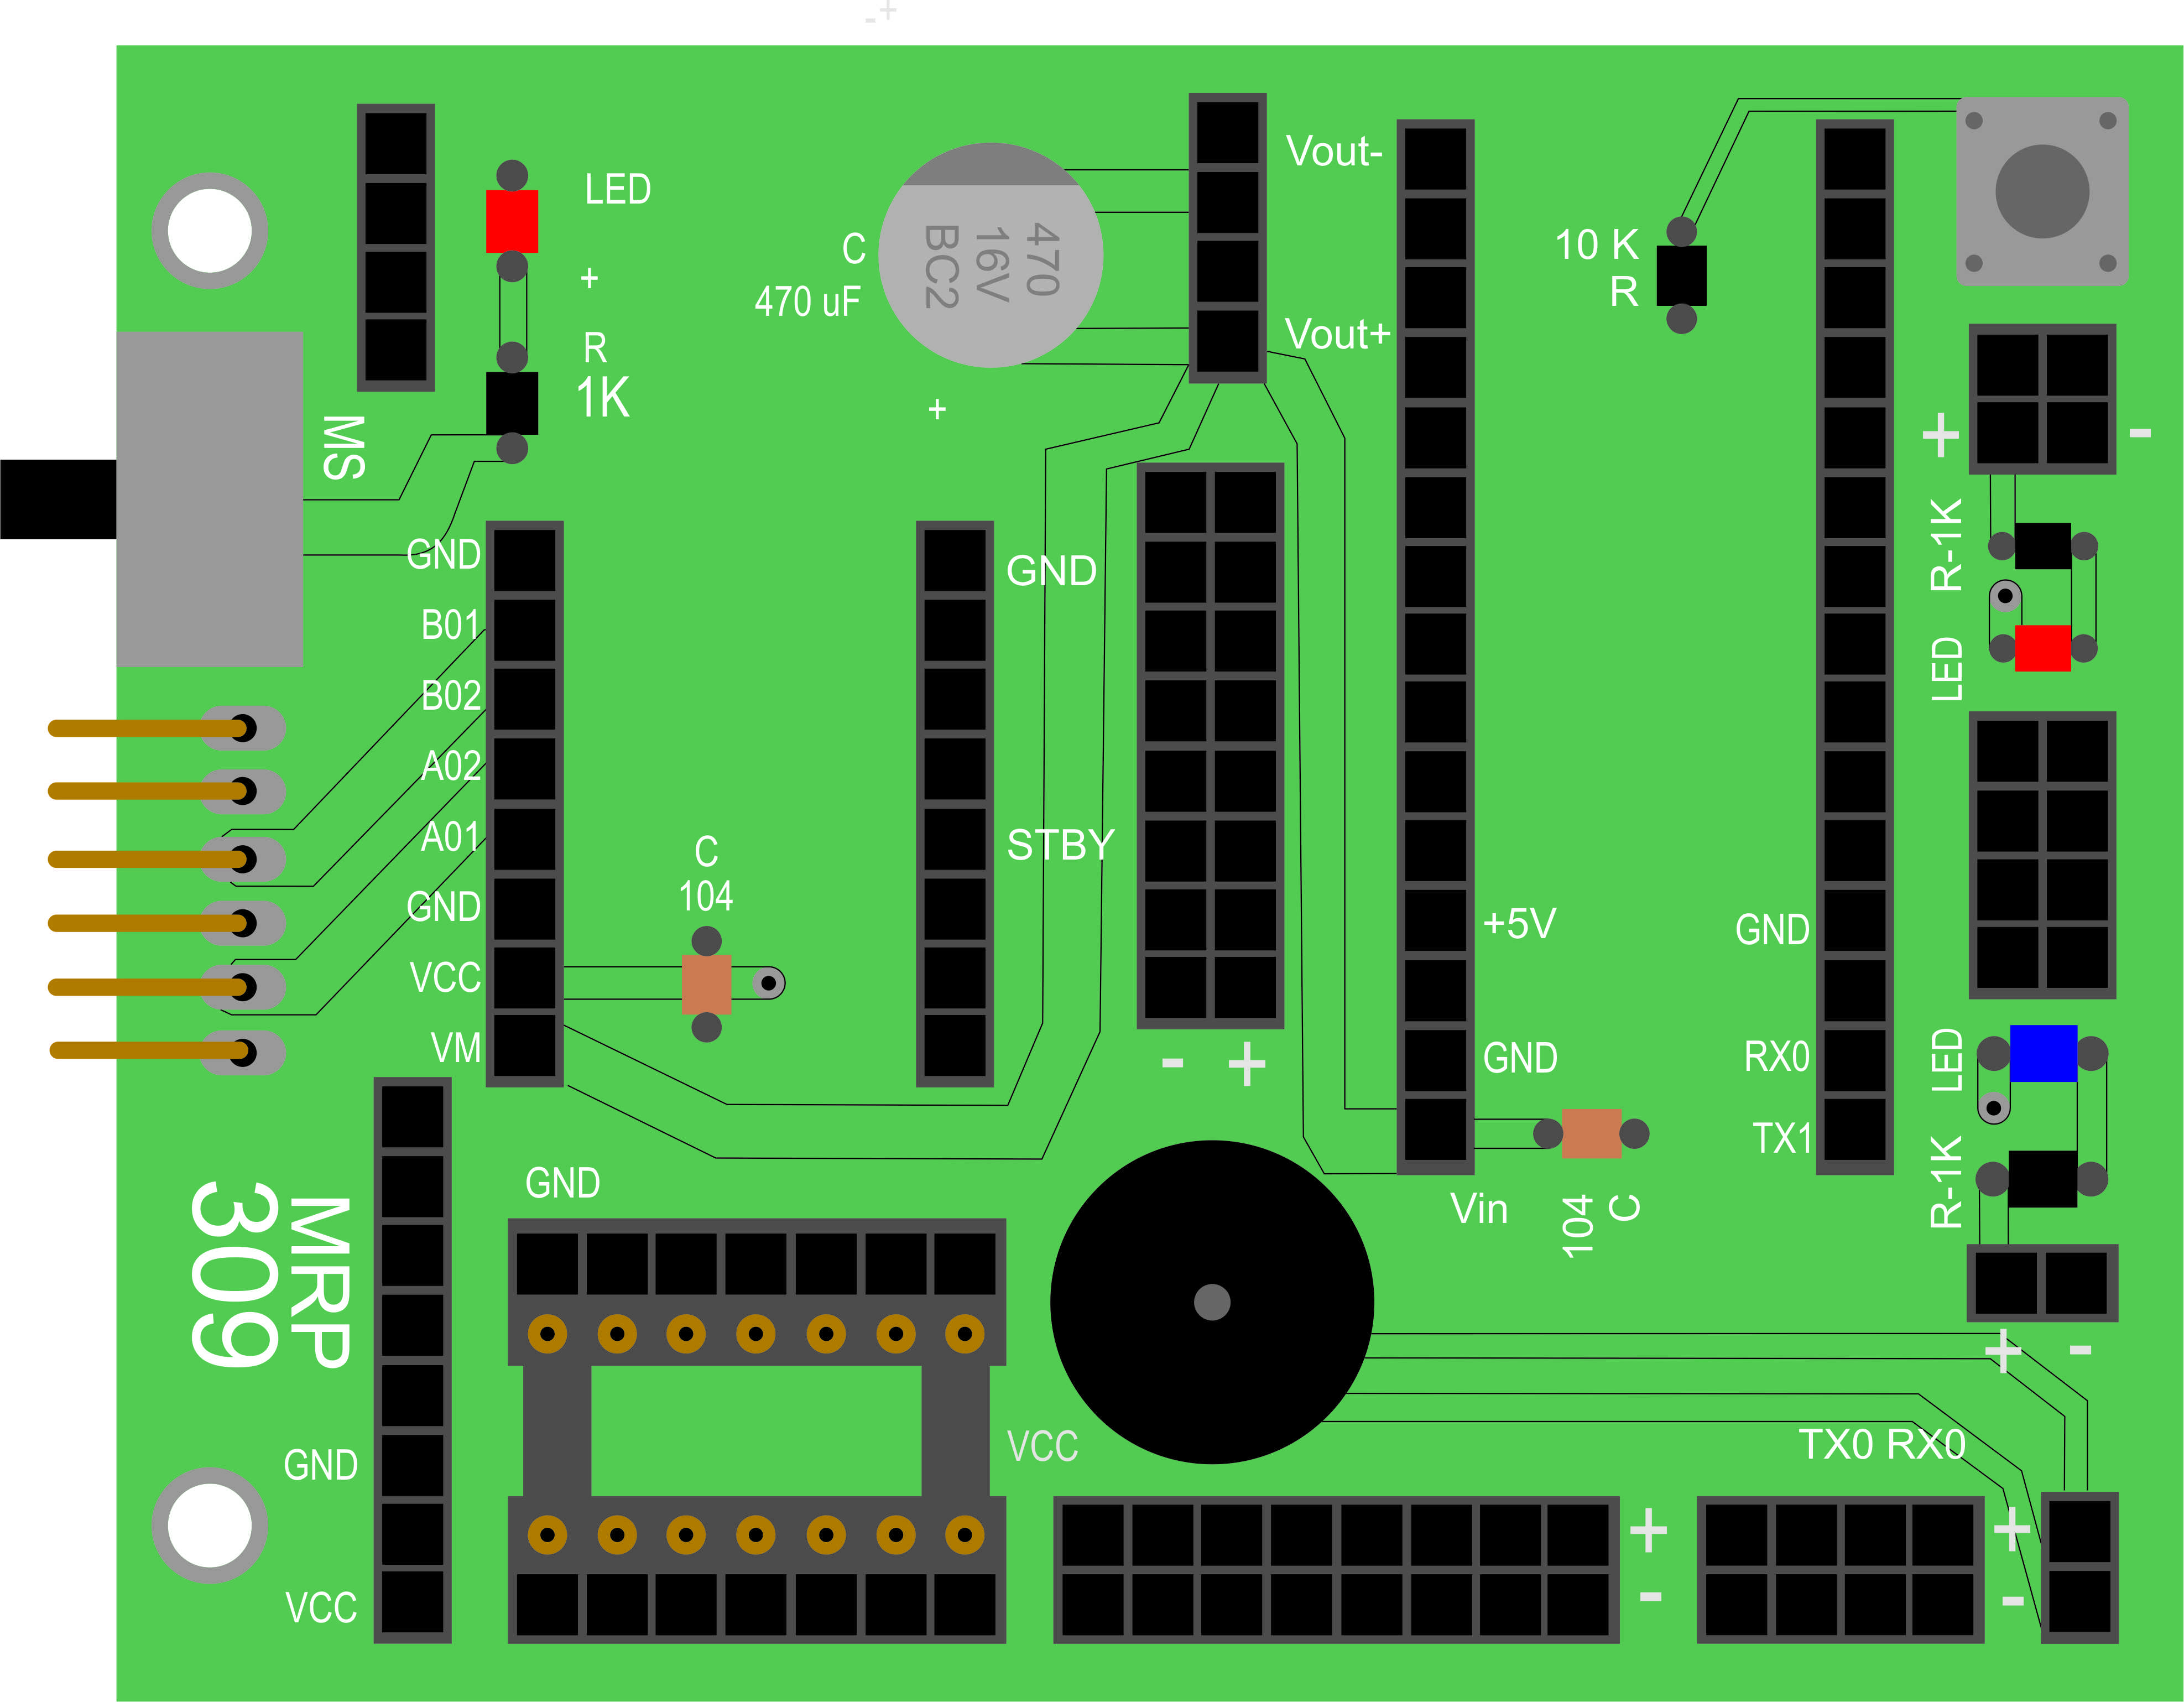 - +
LED
+
R
1K
C
470 uF
470
16V
BC2
+
Vout-
Vout+
10 K
R
MS
+ -
R-1K
LED
GND
B01
B02
A02
A01
GND
VCC
VM
GND
STBY
C
104
- +
+5V
GND
Vin
104
C
GND
RX0
TX1
LED
R-1K
+ -
MRP
309
GND
VCC
GND
VCC
TX0 RX0
+
-
+
-